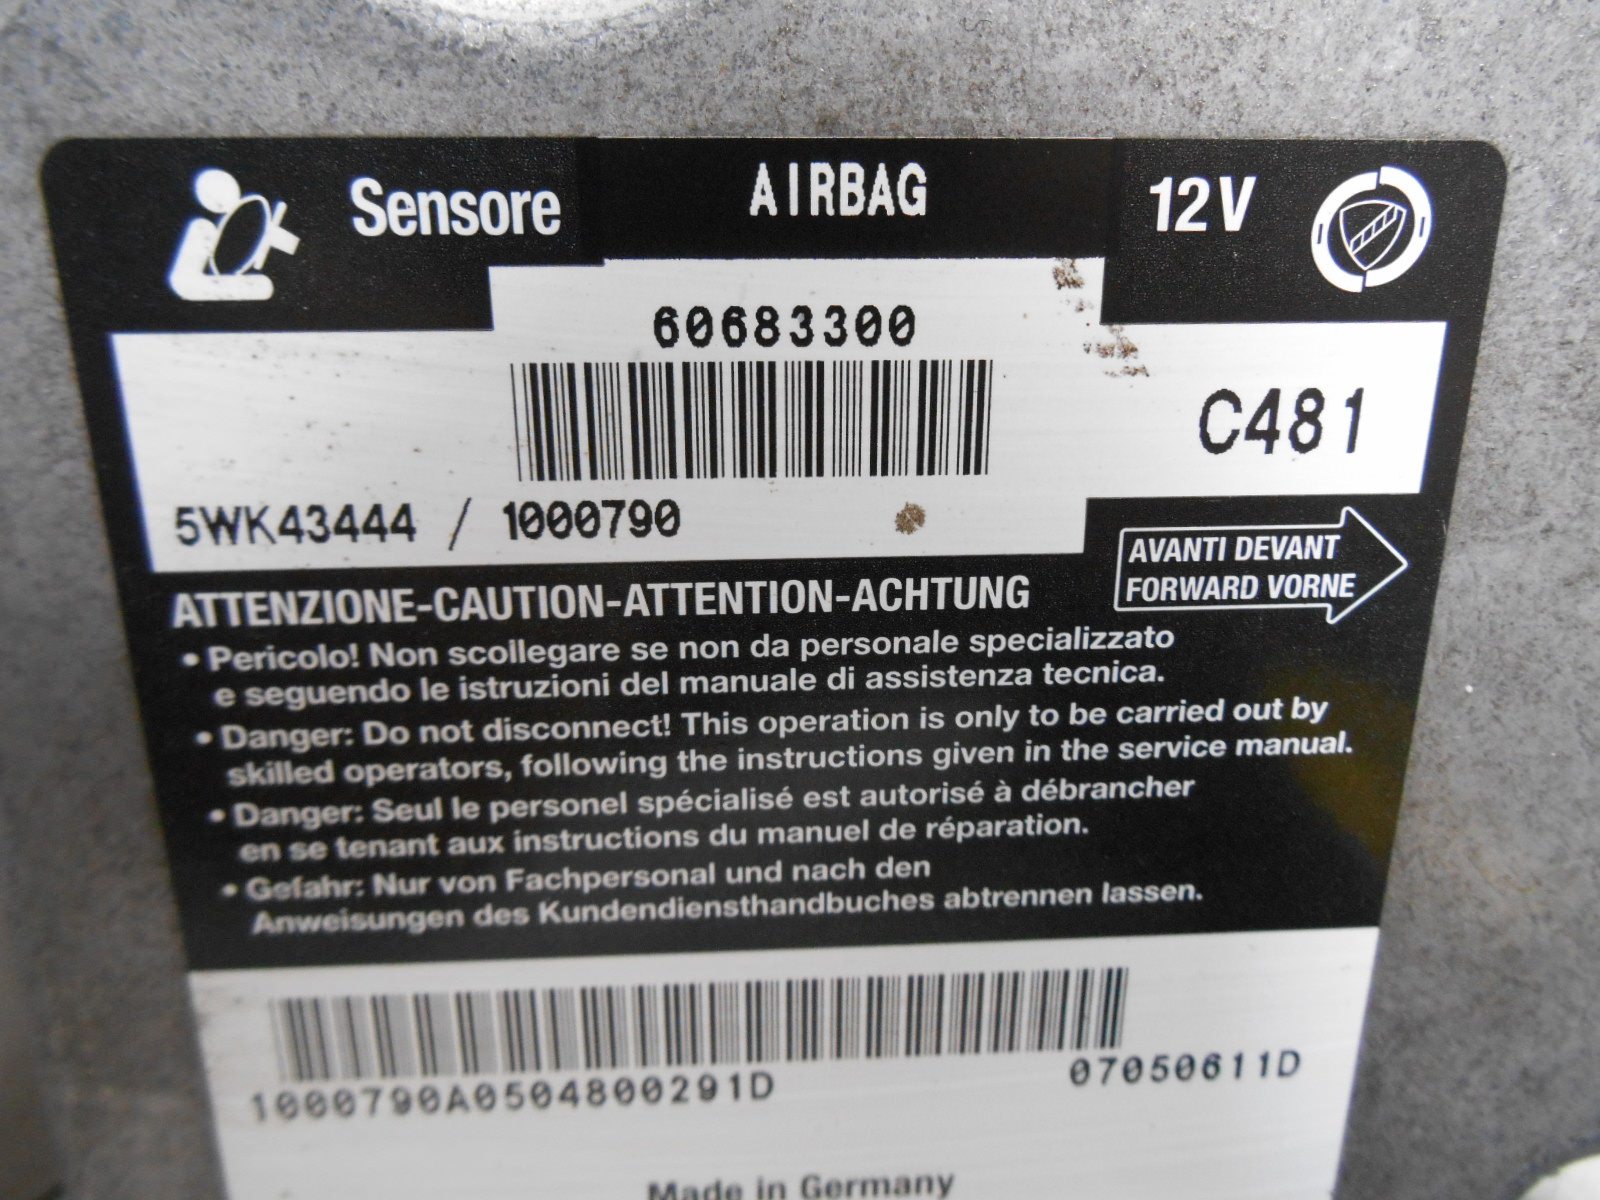 Sensore AIRBAG 12V
60683300
C481
5WK43444 / 1000790
AVANTI DEVANT
FORWARD VORNE
ATTENZIONE-CAUTION-ATTENTION-ACHTUNG
• Pericolo! Non scollegare se non da personale specializzato
e seguendo le istruzioni del manuale di assistenza tecnica.
• Danger: Do not disconnect! This operation is only to be carried out by
skilled operators, following the instructions given in the service manual.
• Danger: Seul le personel spécialisé est autorisé à débrancher
en se tenant aux instructions du manuel de réparation.
• Gefahr: Nur von Fachpersonal und nach den
Anweisungen des Kundendiensthandbuches abtrennen lassen.
1000790A0504800291D 07050611D
Made in Germany